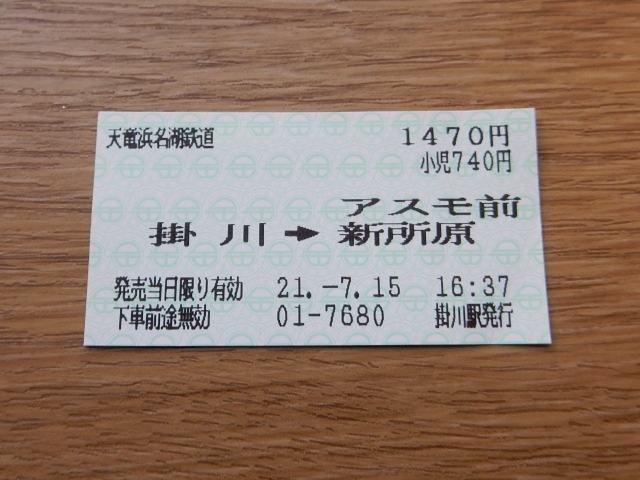 天竜浜名湖鉄道 1470円
小児740円
アスモ前
掛川→新所原
発売当日限り有効 21.-7.15 16:37
下車前途無効 01-7680 掛川駅発行